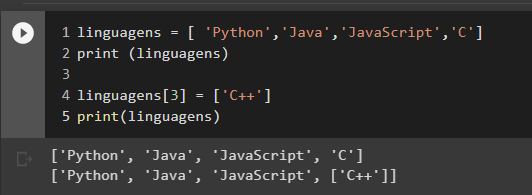 1 linguagens = [ 'Python','Java','JavaScript','C']
2 print (linguagens)
3
4 linguagens[3] = ['C++']
5 print(linguagens)
['Python', 'Java', 'JavaScript', 'C']
['Python', 'Java', 'JavaScript', ['C++']]